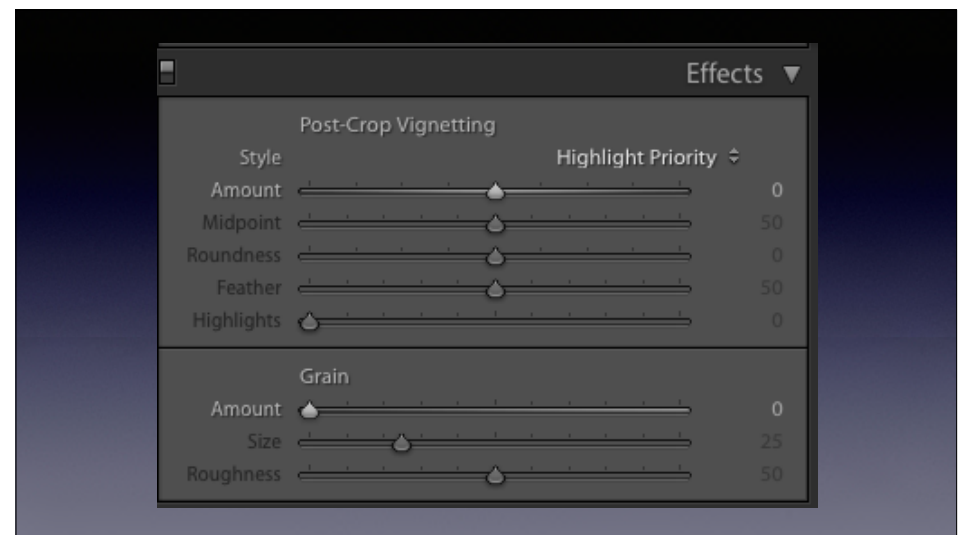 Effects
Post-Crop Vignetting
Style Highlight Priority
Amount 0
Midpoint 50
Roundness 0
Feather 50
Highlights 0
Grain
Amount 0
Size 25
Roughness 50